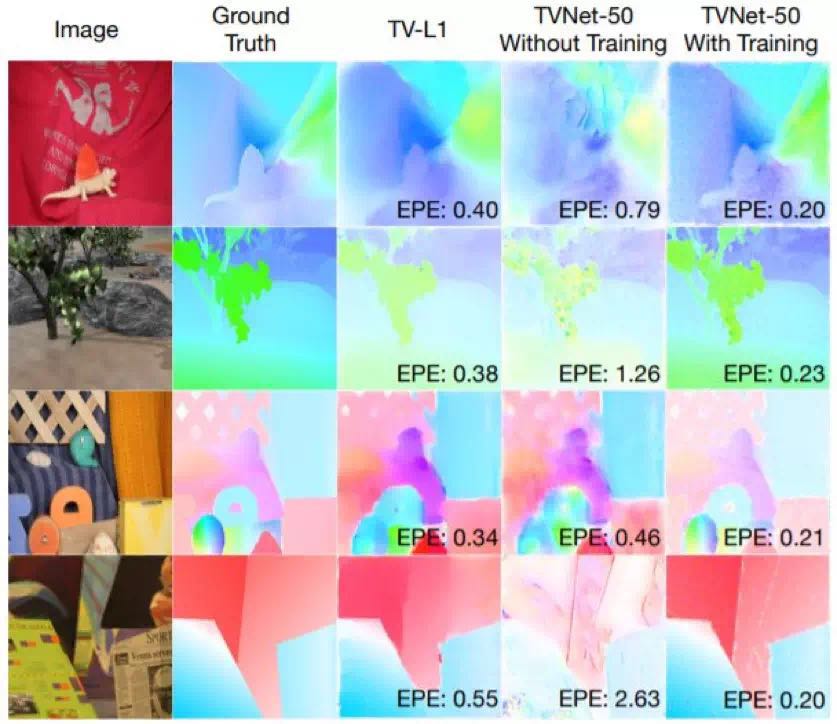 Image
Ground
Truth
TV-L1
TVNet-50
Without Training
TVNet-50
With Training
EPE: 0.40
EPE: 0.79
EPE: 0.20
EPE: 0.38
EPE: 1.26
EPE: 0.23
EPE: 0.34
EPE: 0.46
EPE: 0.21
SPORT
EPE: 0.55
EPE: 2.63
EPE: 0.20